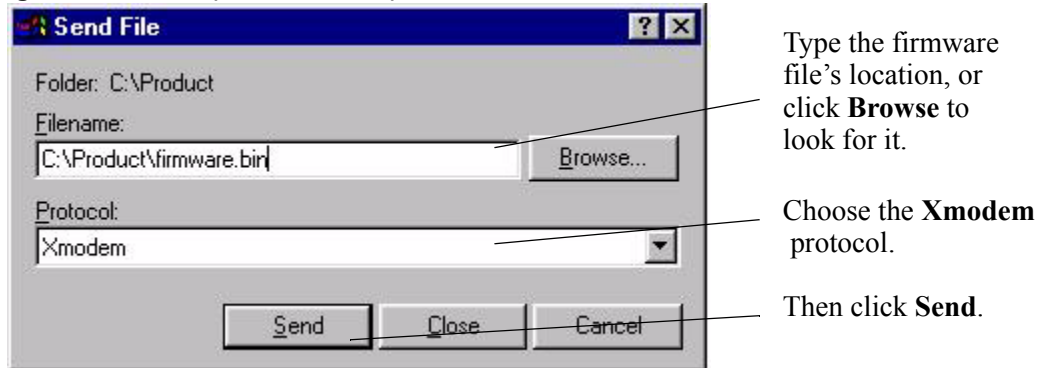 Send File
Folder: C:\Product
Filename:
C:\Product\firmware.bin
Browse...
Protocol:
Xmodem
Send Close Cancel
Type the firmware
file’s location, or
click Browse to
look for it.
Choose the Xmodem
protocol.
Then click Send.